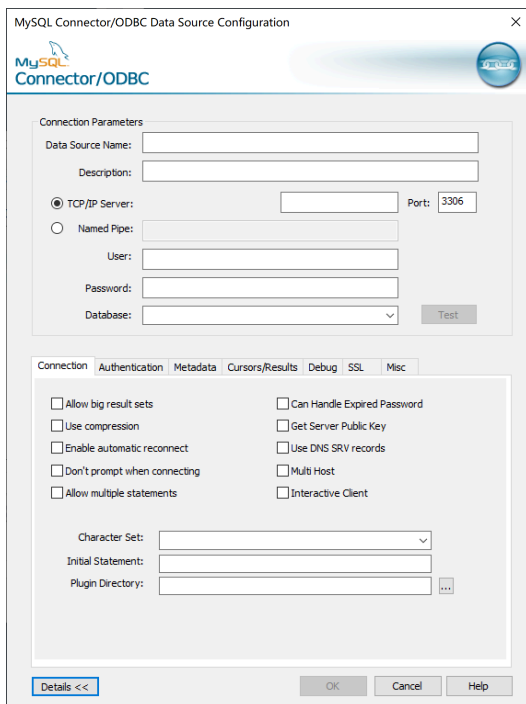 MySQL Connector/ODBC Data Source Configuration
MySQL
Connector/ODBC
Connection Parameters
Data Source Name:
Description:
TCP/IP Server: Port: 3306
Named Pipe:
User:
Password:
Database: Test
Connection Authentication Metadata Cursors/Results Debug SSL Misc
Allow big result sets Can Handle Expired Password
Use compression Get Server Public Key
Enable automatic reconnect Use DNS SRV records
Don't prompt when connecting Multi Host
Allow multiple statements Interactive Client
Character Set:
Initial Statement:
Plugin Directory: ...
Details << OK Cancel Help